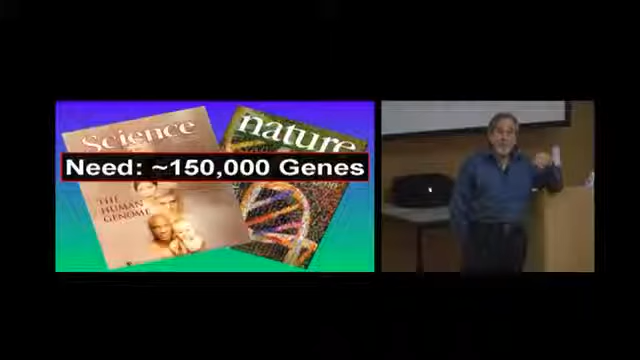 Science
nature
Need: ~150,000 Genes
THE
HUMAN
GENOME